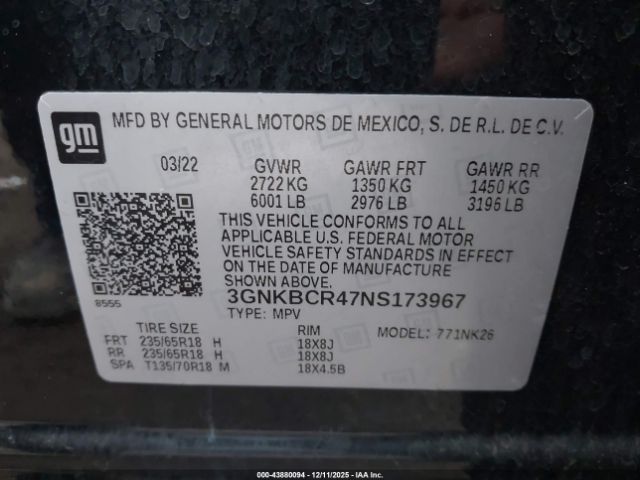 gm
MFD BY GENERAL MOTORS DE MEXICO, S. DE R.L. DE C.V.
03/22 GVWR GAWR FRT GAWR RR
2722 KG 1350 KG 1450 KG
6001 LB 2976 LB 3196 LB
THIS VEHICLE CONFORMS TO ALL
APPLICABLE U.S. FEDERAL MOTOR
VEHICLE SAFETY STANDARDS IN EFFECT
ON THE DATE OF MANUFACTURE
SHOWN ABOVE.
8555
3GNKBCR47NS173967
TYPE: MPV
TIRE SIZE RIM MODEL: 771NK26
FRT 235/65R18 H 18X8J
RR 235/65R18 H 18X8J
SPA T135/70R18 M 18X4.5B
000-43880094 - 12/11/2025 - IAA Corp.